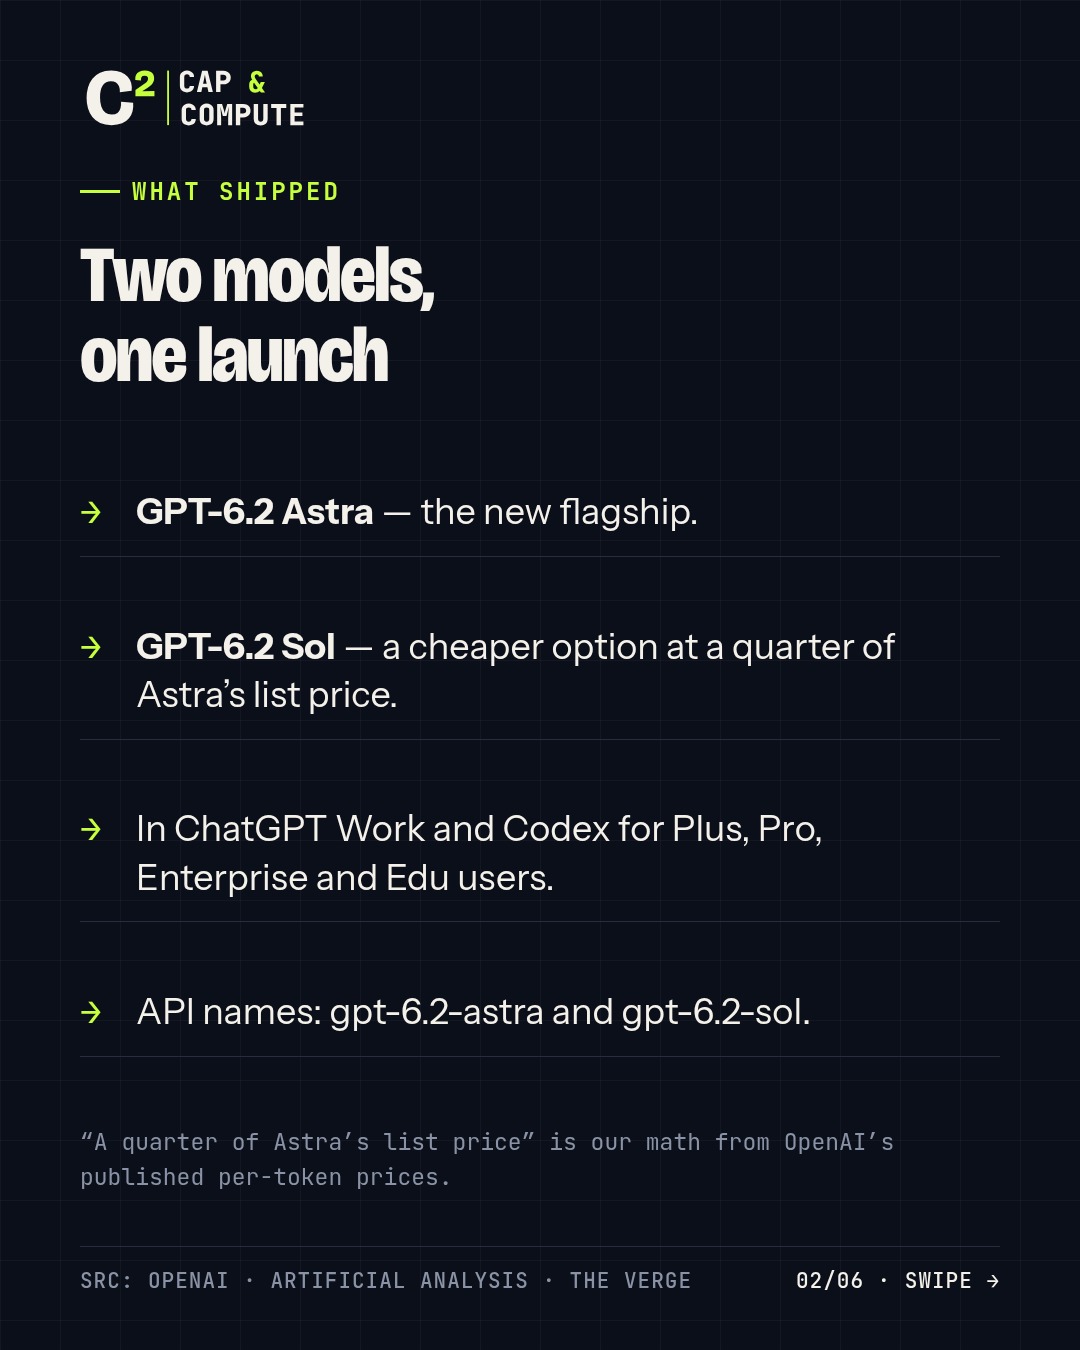 C² CAP &
COMPUTE
— WHAT SHIPPED
Two models,
one launch
→ GPT-6.2 Astra — the new flagship.
→ GPT-6.2 Sol — a cheaper option at a quarter of
Astra’s list price.
→ In ChatGPT Work and Codex for Plus, Pro,
Enterprise and Edu users.
→ API names: gpt-6.2-astra and gpt-6.2-sol.
“A quarter of Astra’s list price” is our math from OpenAI’s
published per-token prices.
SRC: OPENAI · ARTIFICIAL ANALYSIS · THE VERGE 02/06 · SWIPE →